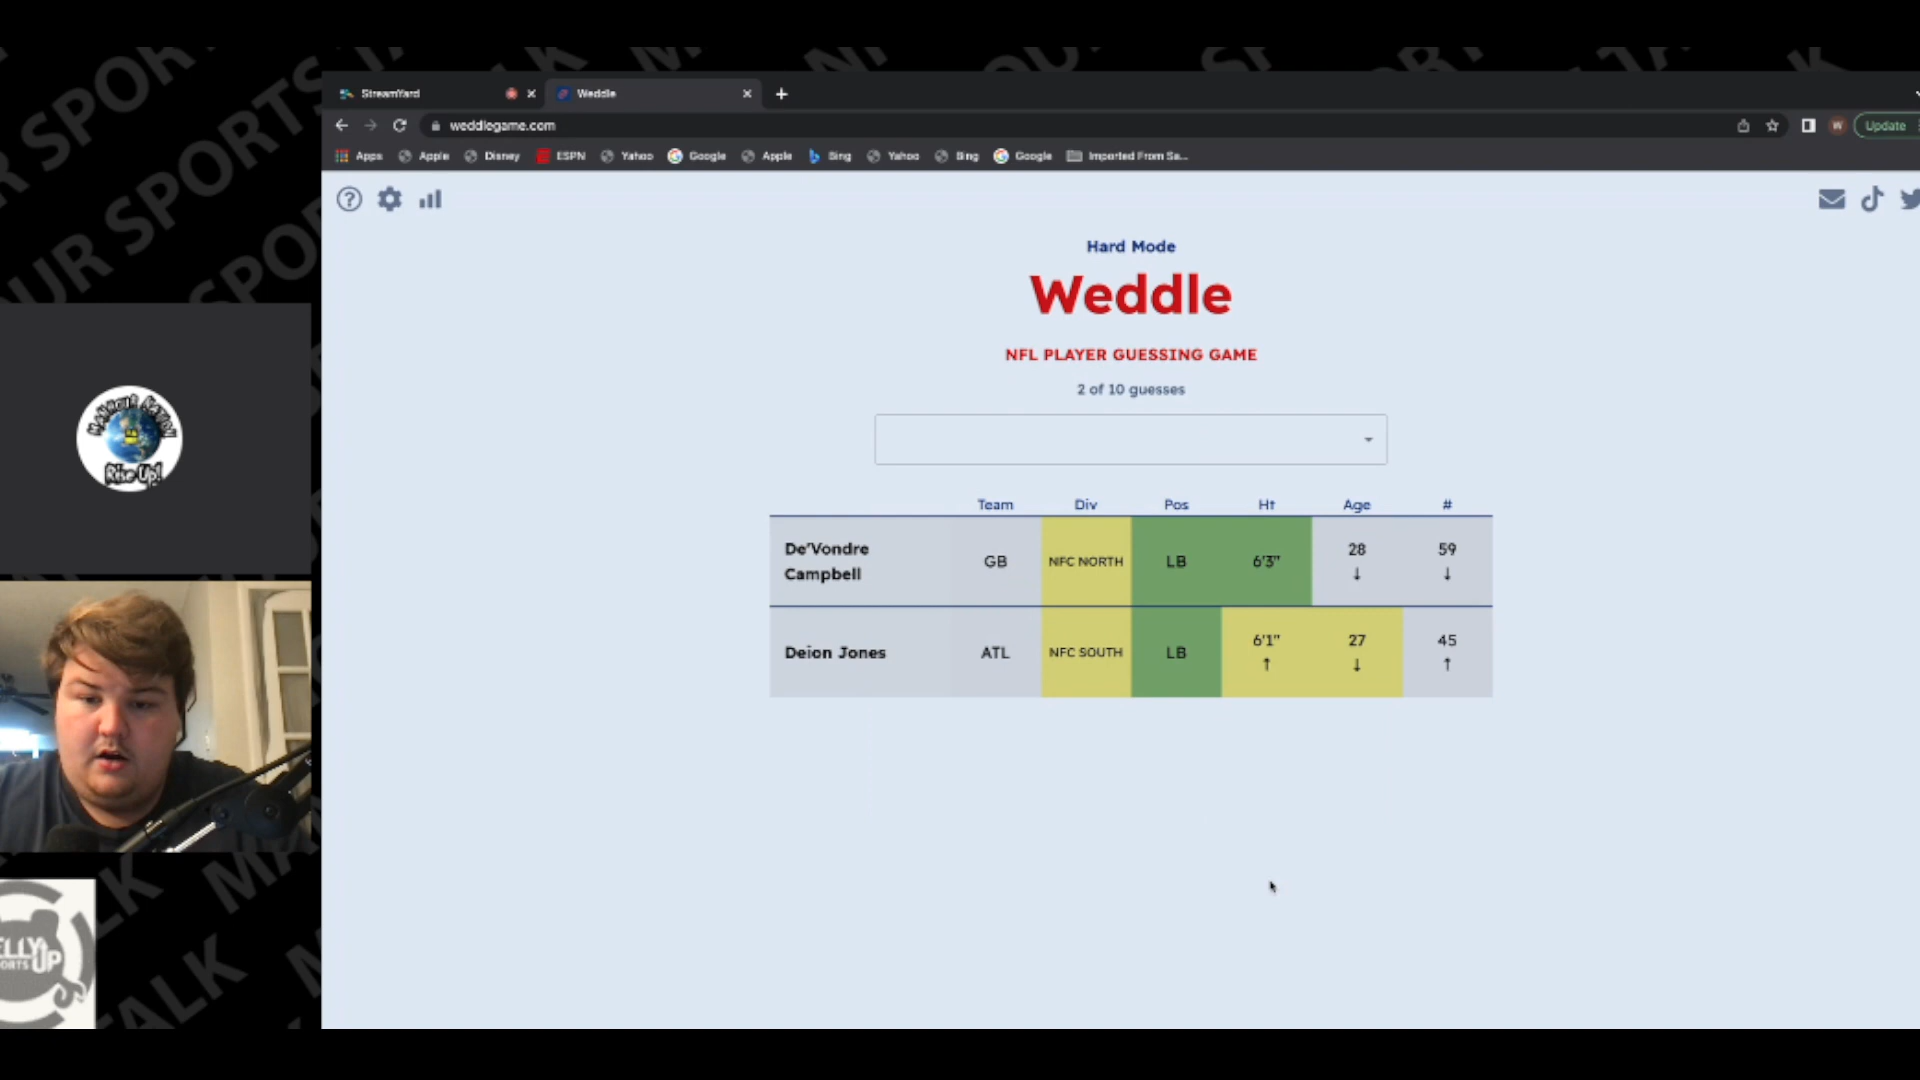 StreamYard
Weddle
weddlegame.com
Update
Apps
Apple
Disney
ESPN
Yahoo
Google
Apple
Bing
Yahoo
Bing
Google
Imported From Sa...
Hard Mode
Weddle
NFL PLAYER GUESSING GAME
2 of 10 guesses
Team Div Pos Ht Age #
De'Vondre
Campbell
GB NFC NORTH LB 6'3" 28 59
↓ ↓
Deion Jones ATL NFC SOUTH LB 6'1" 27 45
↑ ↓ ↑
Rise Up!